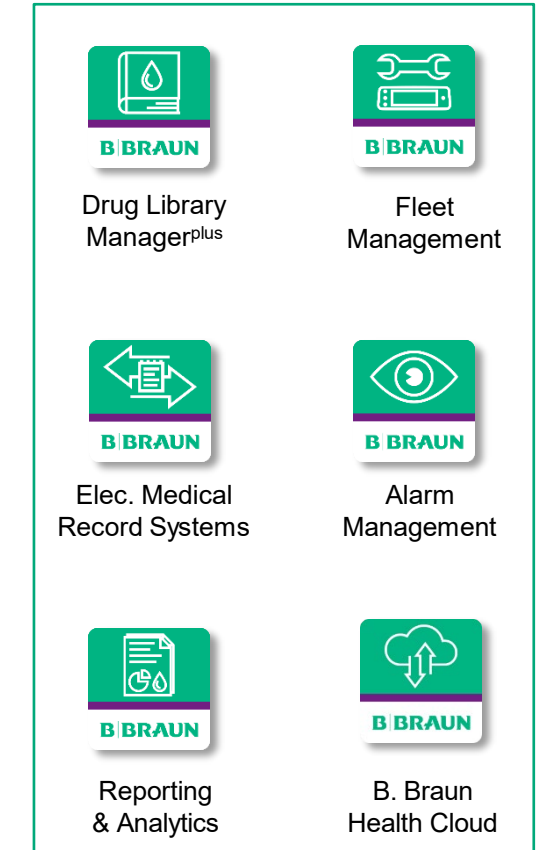 B BRAUN
Drug Library
Managerplus
B BRAUN
Fleet
Management
B BRAUN
Elec. Medical
Record Systems
B BRAUN
Alarm
Management
B BRAUN
Reporting
& Analytics
B BRAUN
B. Braun
Health Cloud